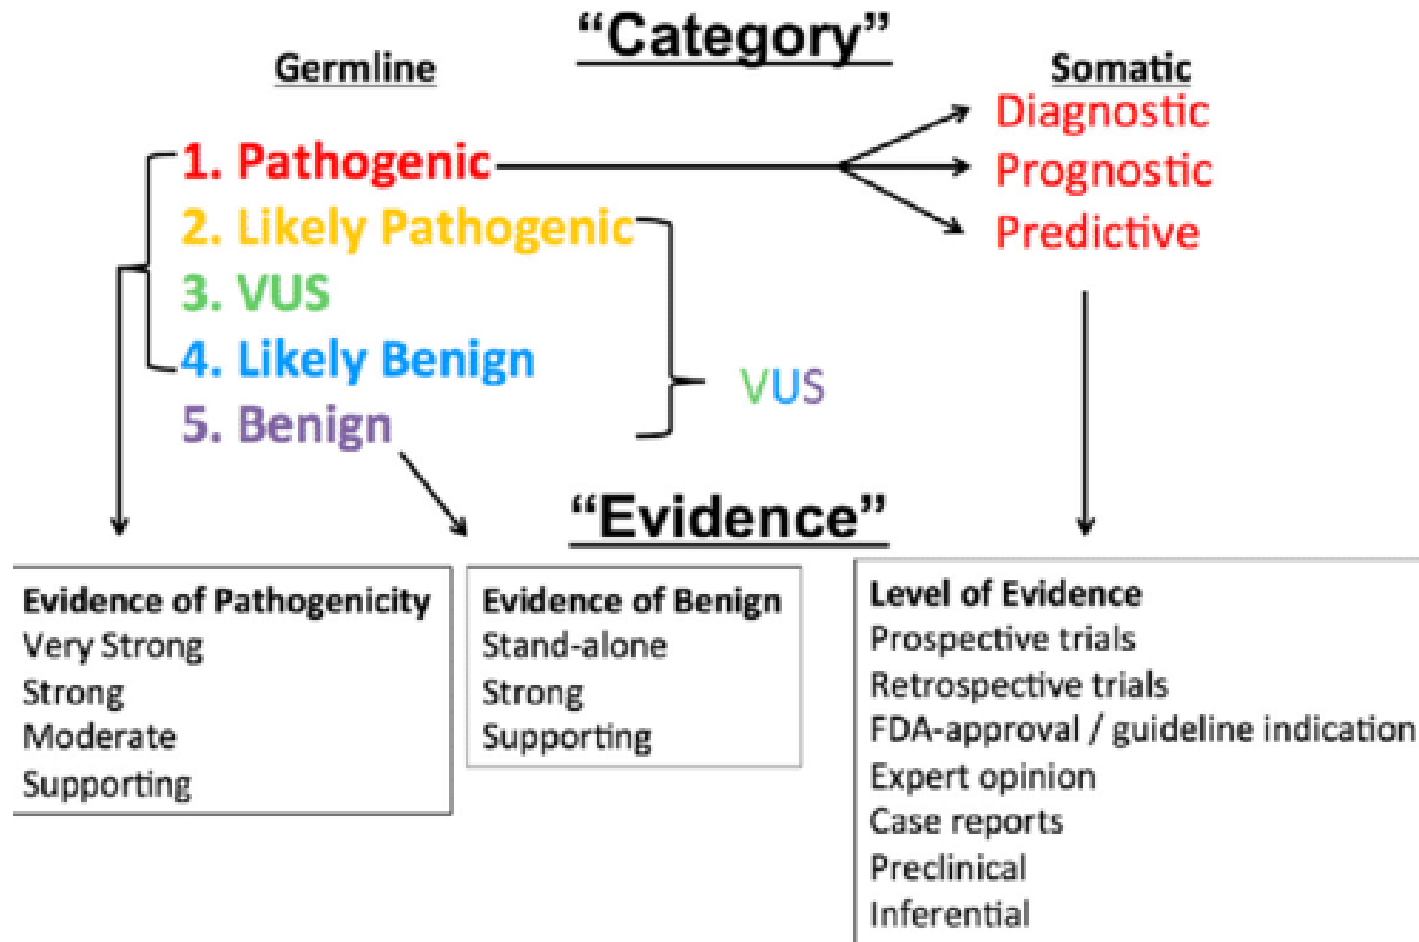 “Category”
Germline
Somatic
1. Pathogenic
2. Likely Pathogenic
3. VUS
4. Likely Benign
5. Benign
VUS
Diagnostic
Prognostic
Predictive
“Evidence”
Evidence of Pathogenicity
Very Strong
Strong
Moderate
Supporting
Evidence of Benign
Stand-alone
Strong
Supporting
Level of Evidence
Prospective trials
Retrospective trials
FDA-approval / guideline indication
Expert opinion
Case reports
Preclinical
Inferential